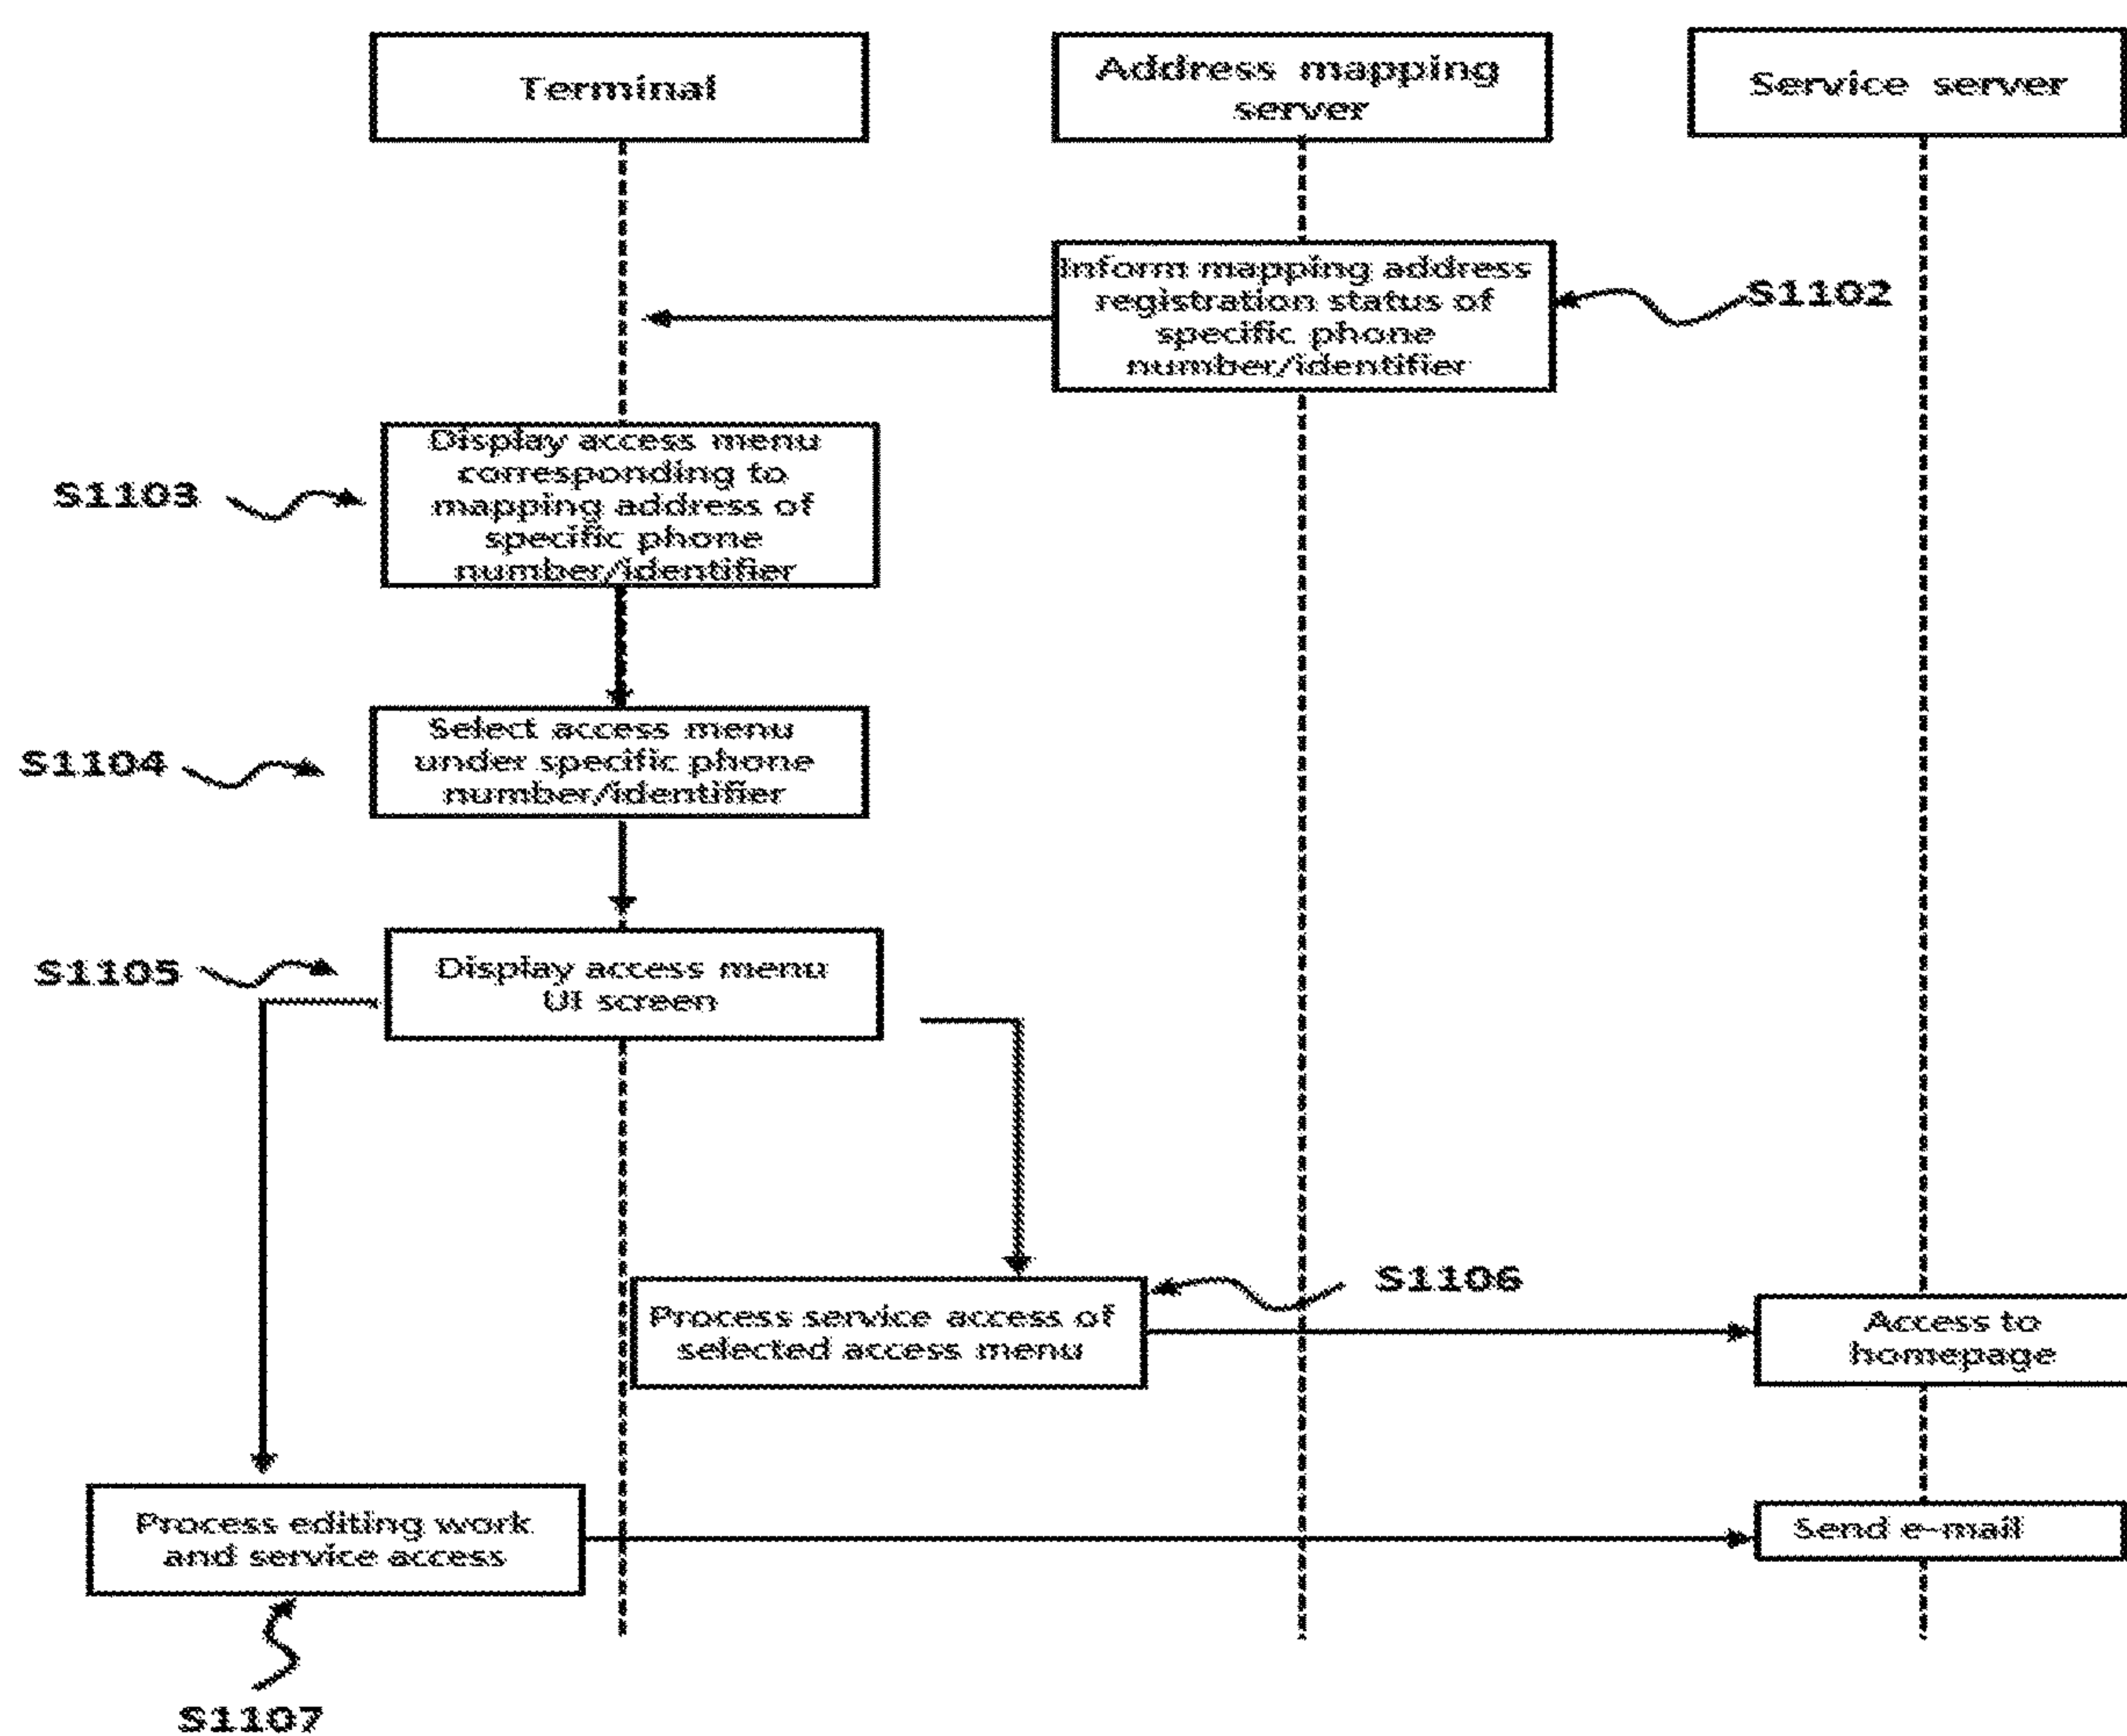 Terminal
Address mapping
server
Service server
Inform mapping address
registration status of
specific phone
number/identifier
S1102
Display access menu
corresponding to
mapping address of
specific phone
number/identifier
S1103
Select access menu
under specific phone
number/identifier
S1104
Display access menu
UI screen
S1105
Process service access of
selected access menu
S1106
Access to
homepage
Process editing work
and service access
Send e-mail
S1107